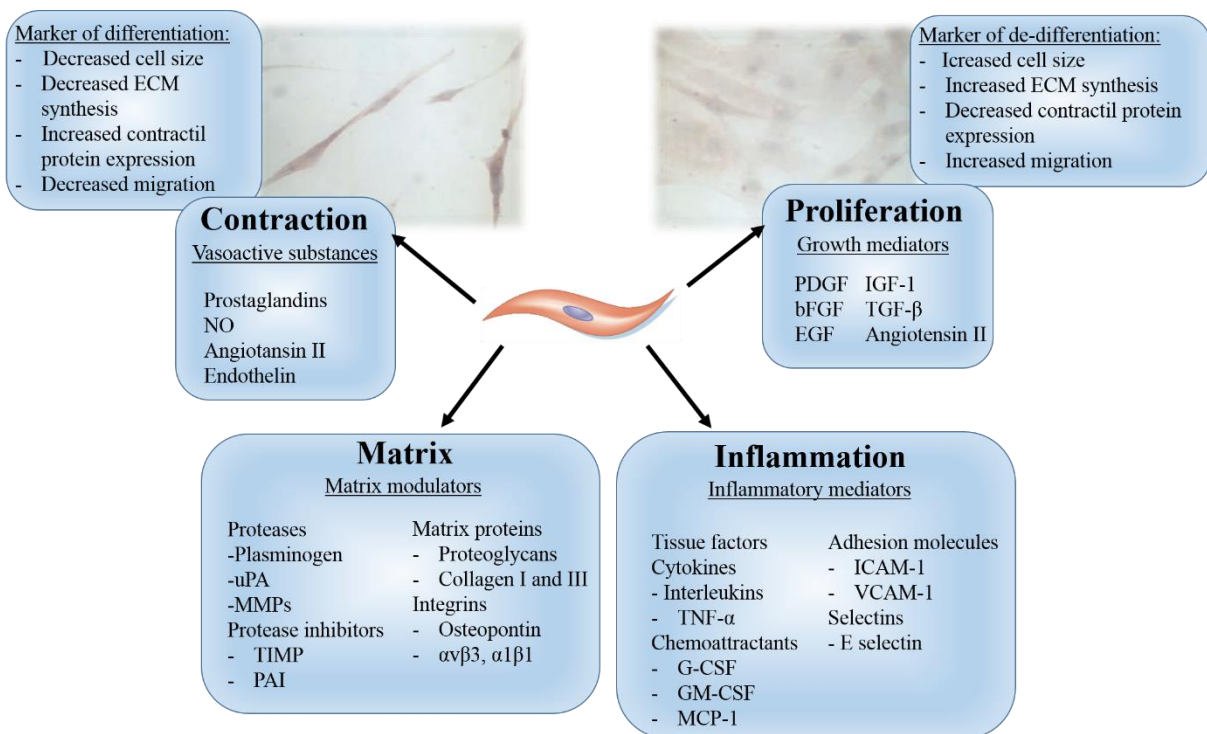 Marker of differentiation:
- Decreased cell size
- Decreased ECM
synthesis
- Increased contractil
protein expression
- Decreased migration
Contraction
Vasoactive substances
Prostaglandins
NO
Angiotansin II
Endothelin
Marker of de-differentiation:
- Icreased cell size
- Increased ECM synthesis
- Decreased contractil protein
expression
- Increased migration
Proliferation
Growth mediators
PDGF IGF-1
bFGF TGF-β
EGF Angiotensin II
Matrix
Matrix modulators
Proteases
-Plasminogen
-uPA
-MMPs
Protease inhibitors
- TIMP
- PAI
Matrix proteins
- Proteoglycans
- Collagen I and III
Integrins
- Osteopontin
- αvβ3, α1β1
Inflammation
Inflammatory mediators
Tissue factors
Cytokines
- Interleukins
- TNF-α
Chemoattractants
- G-CSF
- GM-CSF
- MCP-1
Adhesion molecules
- ICAM-1
- VCAM-1
Selectins
- E selectin